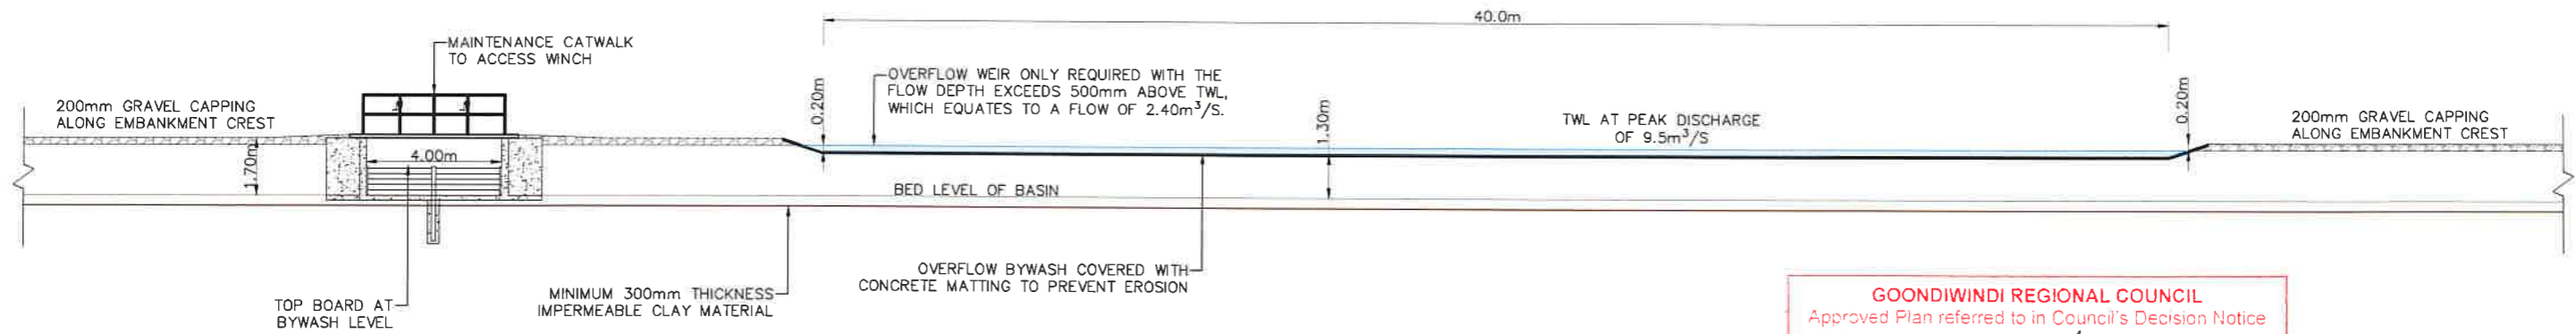 40.0m
MAINTENANCE CATWALK
TO ACCESS WINCH
OVERFLOW WEIR ONLY REQUIRED WITH THE
FLOW DEPTH EXCEEDS 500mm ABOVE TWL,
WHICH EQUATES TO A FLOW OF 2.40m³/S.
200mm GRAVEL CAPPING
ALONG EMBANKMENT CREST
0.20m
1.30m
TWL AT PEAK DISCHARGE
OF 9.5m³/S
0.20m
200mm GRAVEL CAPPING
ALONG EMBANKMENT CREST
1.70m
4.00m
BED LEVEL OF BASIN
OVERFLOW BYWASH COVERED WITH
CONCRETE MATTING TO PREVENT EROSION
MINIMUM 300mm THICKNESS
IMPERMEABLE CLAY MATERIAL
TOP BOARD AT
BYWASH LEVEL
GOONDIWINDI REGIONAL COUNCIL
Approved Plan referred to in Council's Decision Notice